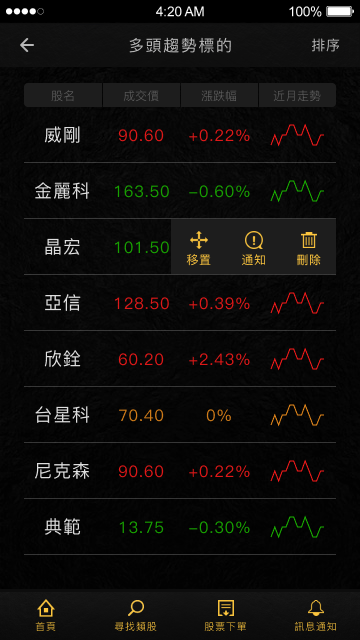 4:20 AM 100%
多頭趨勢標的 排序
股名 成交價 漲跌幅 近月走勢
威剛 90.60 +0.22%
金麗科 163.50 −0.60%
晶宏 101.50 移置 通知 刪除
亞信 128.50 +0.39%
欣銓 60.20 +2.43%
台星科 70.40 0%
尼克森 90.60 +0.22%
典範 13.75 −0.30%
首頁 尋找類股 股票下單 訊息通知